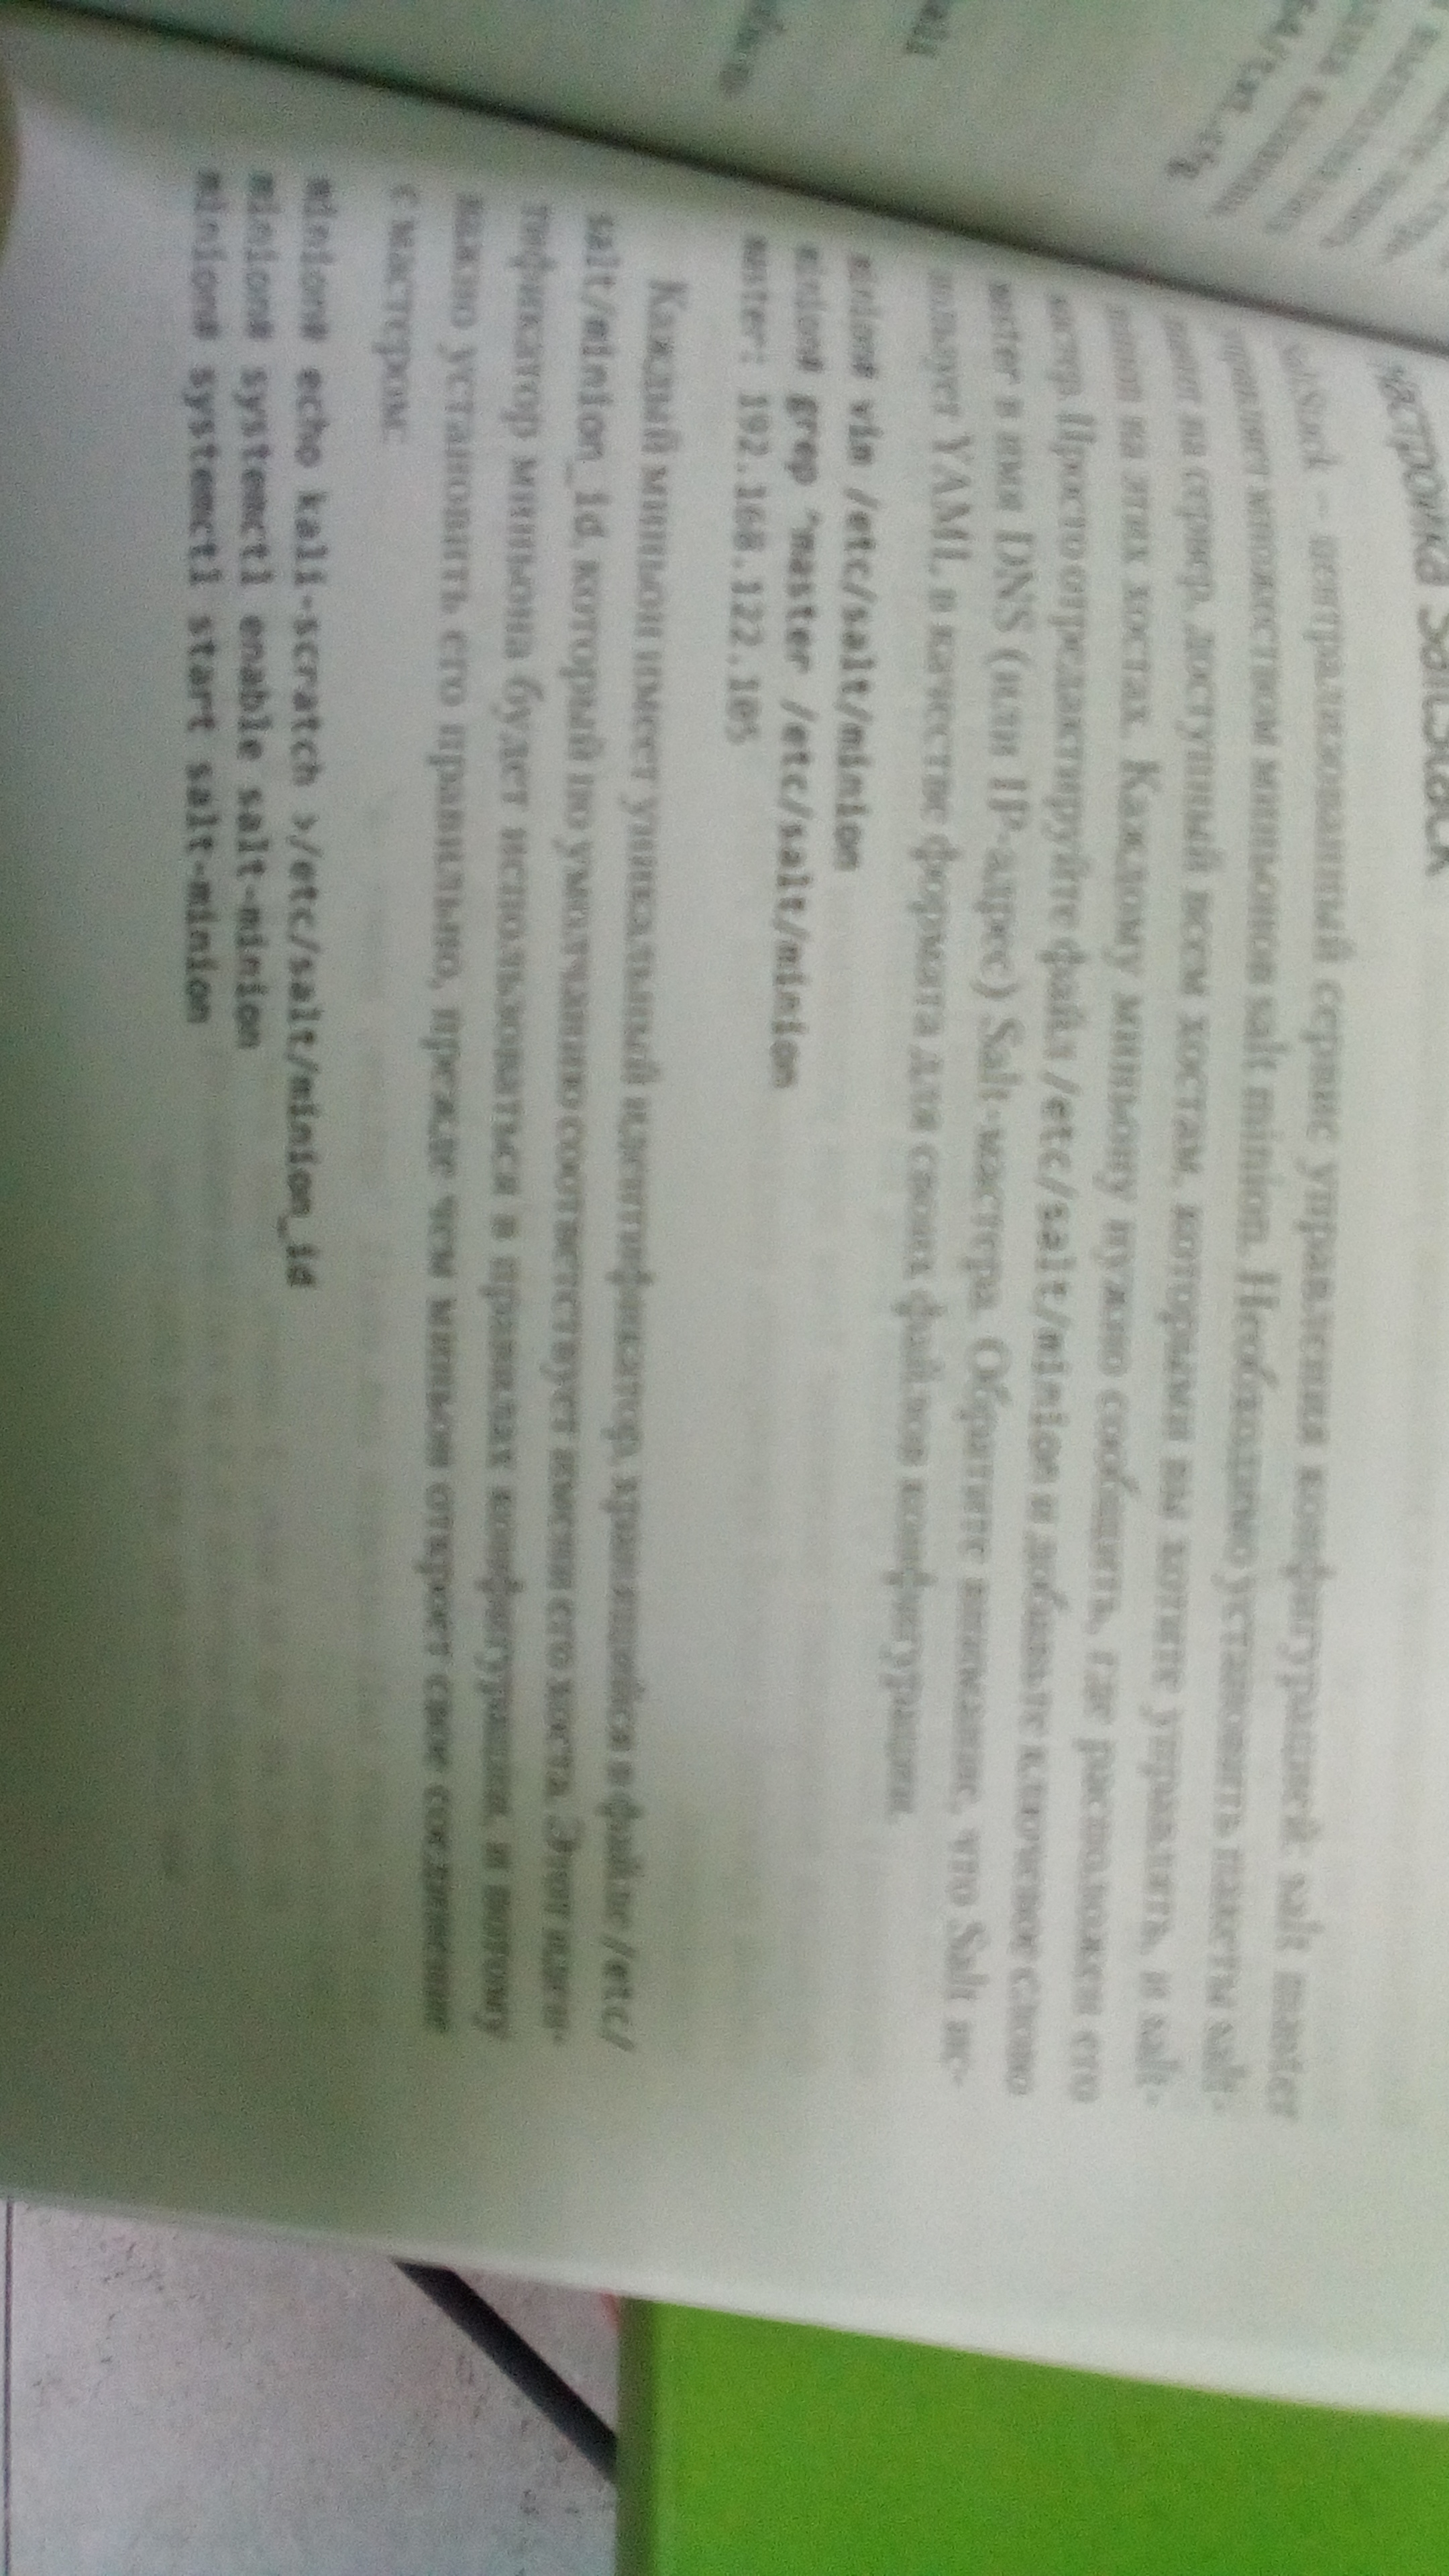 настройка SaltStack
SaltStack – централизованный сервис управления конфигурацией: salt master
управляет множеством миньонов salt minion. Необходимо установить пакеты salt-
master на сервер, доступный всем хостам, которыми вы хотите управлять, и salt-
minion на этих хостах. Каждому миньону нужно сообщить, где расположен его
мастер. Просто отредактируйте файл /etc/salt/minion и добавьте ключевое слово
master в имя DNS (или IP-адрес) Salt-мастера. Обратите внимание, что Salt ис-
пользует YAML в качестве формата для своих файлов конфигурации.
minion# vim /etc/salt/minion
minion# grep ^master /etc/salt/minion
master: 192.168.122.105
Каждый миньон имеет уникальный идентификатор, хранящийся в файле /etc/
salt/minion_id, который по умолчанию соответствует имени его хоста. Этот иден-
тификатор миньона будет использоваться в правилах конфигурации, и потому
важно установить его правильно, прежде чем миньон откроет свое соединение
с мастером:
minion# echo kali-scratch >/etc/salt/minion_id
minion# systemctl enable salt-minion
minion# systemctl start salt-minion
64/txt.cfg